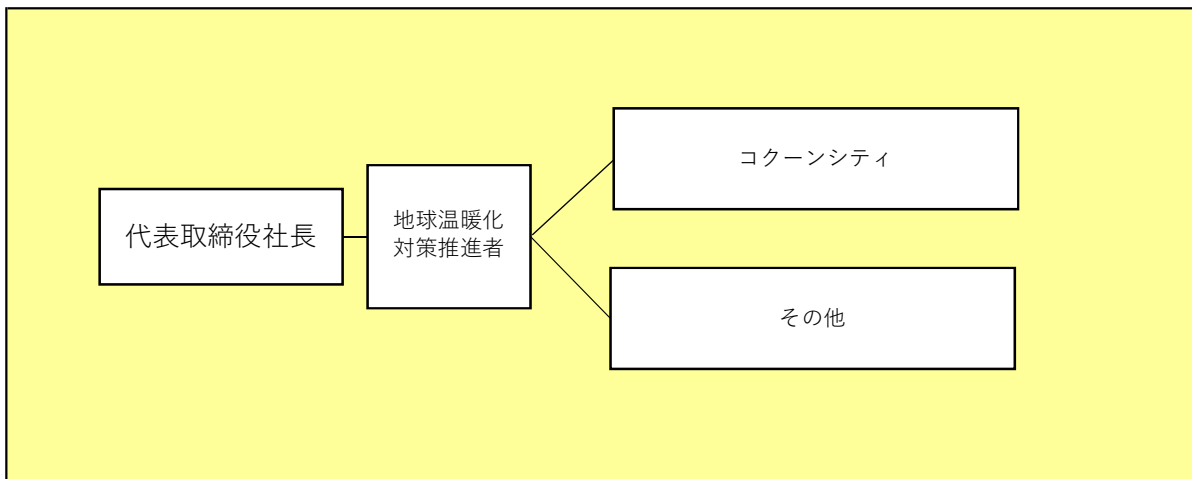 代表取締役社長
地球温暖化
対策推進者
コクーンシティ
その他